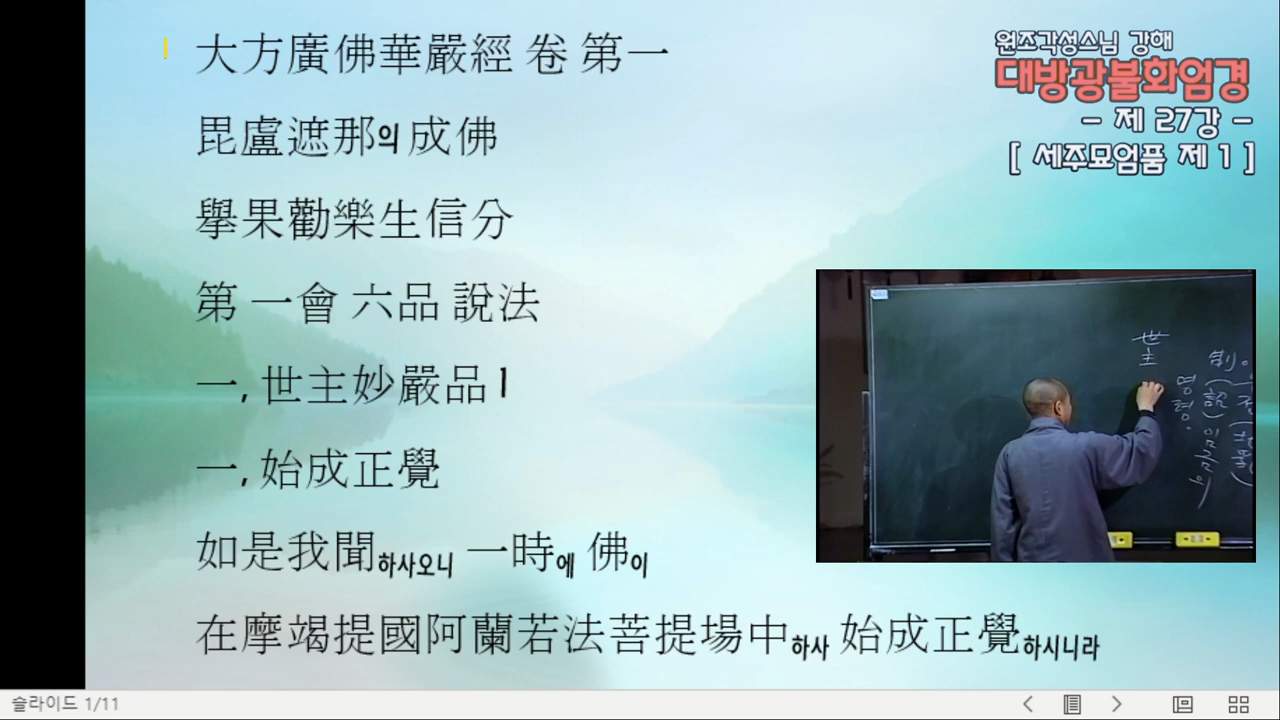 大方廣佛華嚴經 卷 第一
毘盧遮那의 成佛
擧果勸樂生信分
第 一會 六品 說法
一, 世主妙嚴品 1
一, 始成正覺
如是我聞하사오니 一時에 佛이
在摩竭提國阿蘭若法菩提場中하사 始成正覺하시니라
원조각성스님 강해
대방광불화엄경
- 제 27강 -
[ 세주묘엄품 제 1 ]
世主
슬라이드 1/11